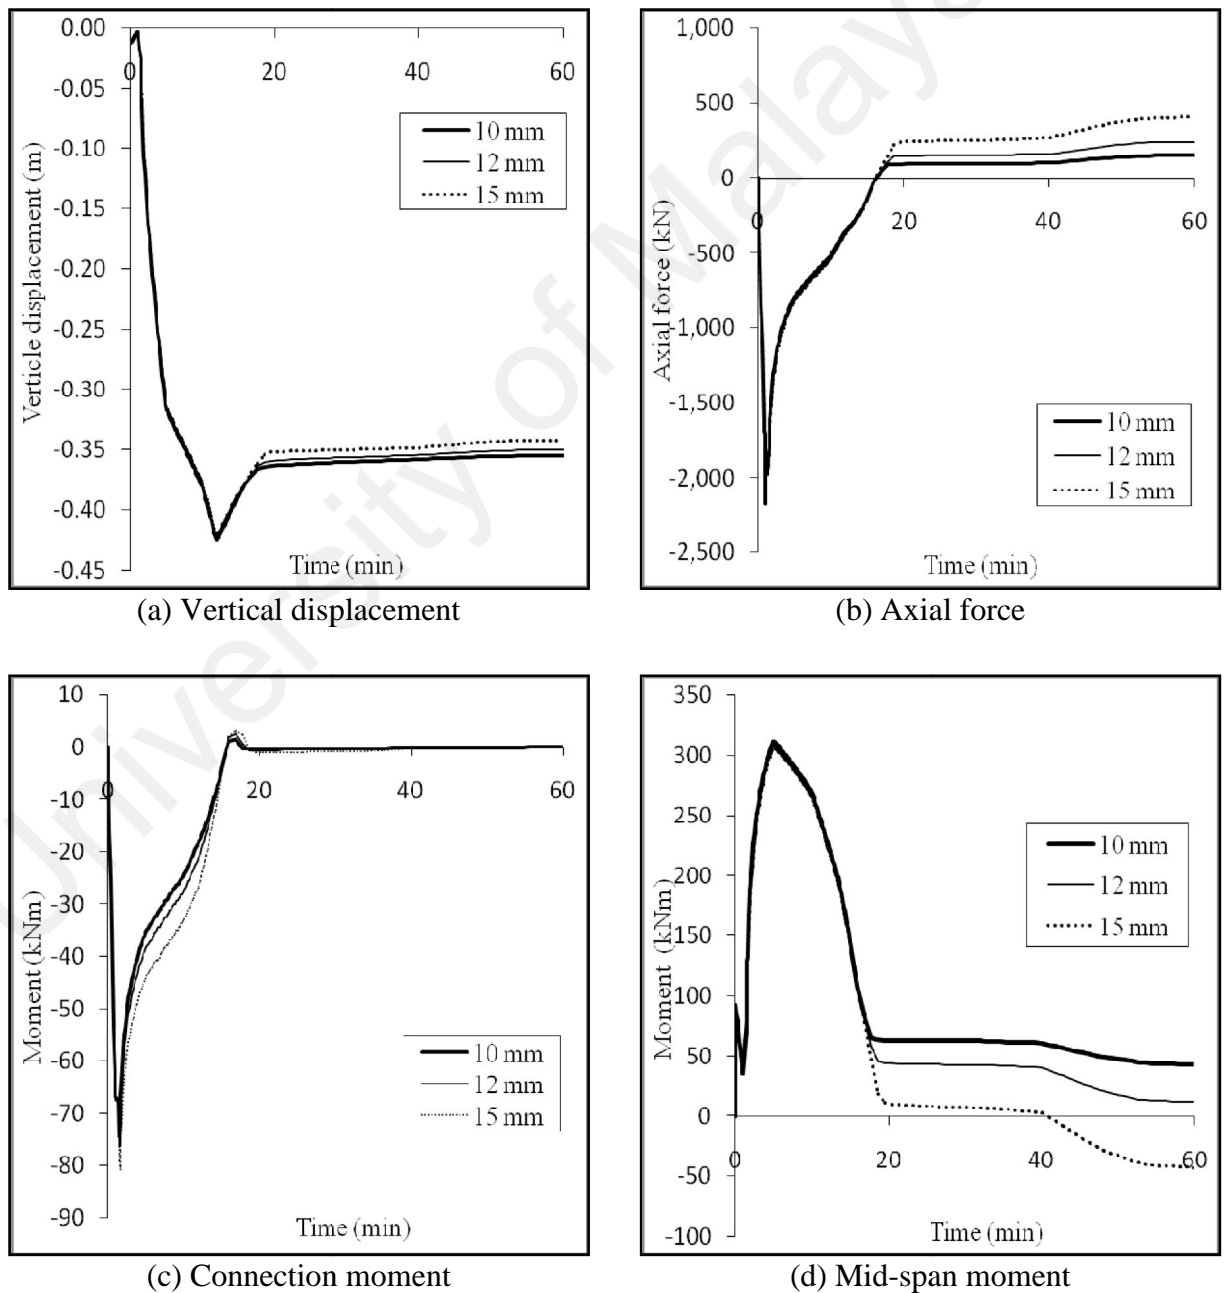 0.00
-0.05
-0.10
-0.15
-0.20
-0.25
-0.30
-0.35
-0.40
-0.45
0 20 40 60
Verticle displacement (m)
Time (min)
10 mm
12 mm
15 mm
(a) Vertical displacement
1,000
500
0
-500
-1,000
-1,500
-2,000
-2,500
0 20 40 60
Axial force (kN)
Time (min)
10 mm
12 mm
15 mm
(b) Axial force
10
0
-10
-20
-30
-40
-50
-60
-70
-80
-90
0 20 40 60
Moment (kNm)
Time (min)
10 mm
12 mm
15 mm
(c) Connection moment
350
300
250
200
150
100
50
0
-50
-100
0 20 40 60
Moment (kNm)
Time (min)
10 mm
12 mm
15 mm
(d) Mid-span moment
University of Malaya